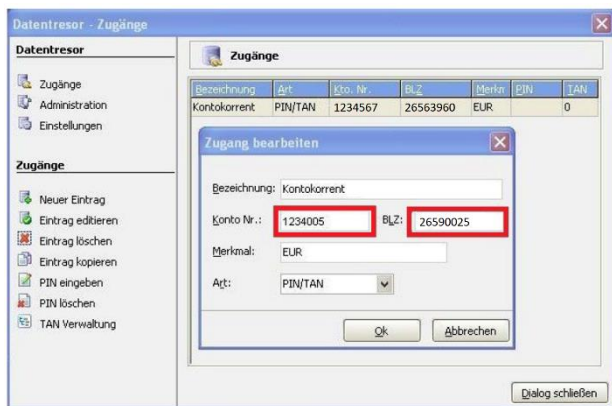 Datentresor - Zugänge
Datentresor
Zugänge
Administration
Einstellungen
Zugänge
Neuer Eintrag
Eintrag editieren
Eintrag löschen
Eintrag kopieren
PIN eingeben
PIN löschen
TAN Verwaltung
Zugänge
Bezeichnung Art Kto. Nr. BLZ Merkm PIN TAN
Kontokorrent PIN/TAN 1234567 26563960 EUR 0
Zugang bearbeiten
Bezeichnung: Kontokorrent
Konto Nr.: 1234005 BLZ: 26590025
Merkmal: EUR
Art: PIN/TAN
Ok Abbrechen
Dialog schließen